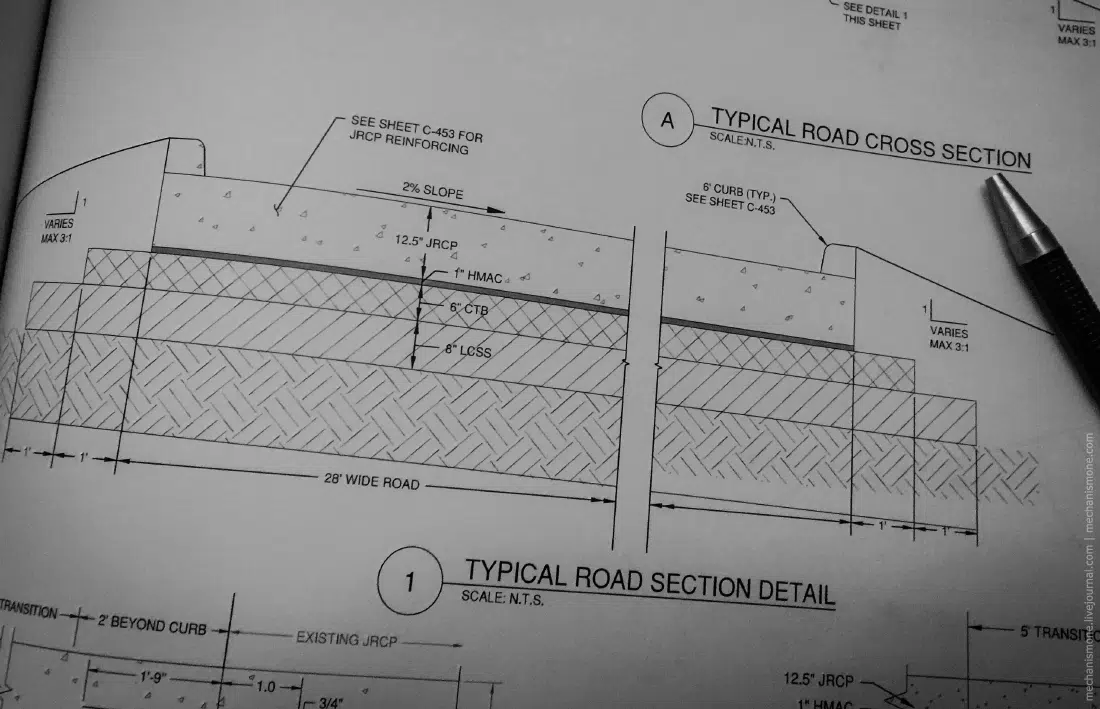 SEE DETAIL 1
THIS SHEET
1
VARIES
MAX 3:1
A
TYPICAL ROAD CROSS SECTION
SCALE:N.T.S.
SEE SHEET C-453 FOR
JRCP REINFORCING
2% SLOPE
6" CURB (TYP.)
SEE SHEET C-453
1
VARIES
MAX 3:1
12.5" JRCP
1" HMAC
6" CTB
8" LCSS
1
VARIES
MAX 3:1
1'
1'
28' WIDE ROAD
1'
1'
1
TYPICAL ROAD SECTION DETAIL
SCALE: N.T.S.
TRANSITION
2' BEYOND CURB
EXISTING JRCP
5' TRANSITIO
1'-9"
1.0
3/4"
12.5" JRCP
1" HMAC
mechanismone.livejournal.com | mechanismone.com